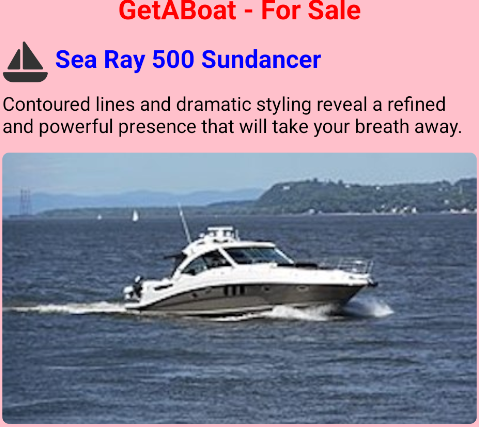 GetABoat - For Sale
Sea Ray 500 Sundancer
Contoured lines and dramatic styling reveal a refined
and powerful presence that will take your breath away.